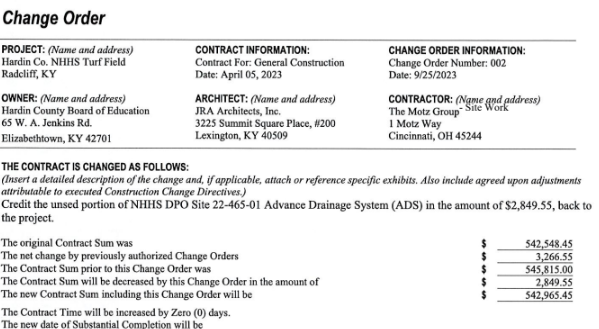 Change Order
PROJECT: (Name and address)
Hardin Co. NHHS Turf Field
Radcliff, KY
CONTRACT INFORMATION:
Contract For: General Construction
Date: April 05, 2023
CHANGE ORDER INFORMATION:
Change Order Number: 002
Date: 9/25/2023
OWNER: (Name and address)
Hardin County Board of Education
65 W. A. Jenkins Rd.
Elizabethtown, KY 42701
ARCHITECT: (Name and address)
JRA Architects, Inc.
3225 Summit Square Place, #200
Lexington, KY 40509
CONTRACTOR: (Name and address)
The Motz Group- Site Work
1 Motz Way
Cincinnati, OH 45244
THE CONTRACT IS CHANGED AS FOLLOWS:
(Insert a detailed description of the change and, if applicable, attach or reference specific exhibits. Also include agreed upon adjustments
attributable to executed Construction Change Directives.)
Credit the unsed portion of NHHS DPO Site 22-465-01 Advance Drainage System (ADS) in the amount of $2,849.55, back to
the project.
The original Contract Sum was $ 542,548.45
The net change by previously authorized Change Orders $ 3,266.55
The Contract Sum prior to this Change Order was $ 545,815.00
The Contract Sum will be decreased by this Change Order in the amount of $ 2,849.55
The new Contract Sum including this Change Order will be $ 542,965.45
The Contract Time will be increased by Zero (0) days.
The new date of Substantial Completion will be